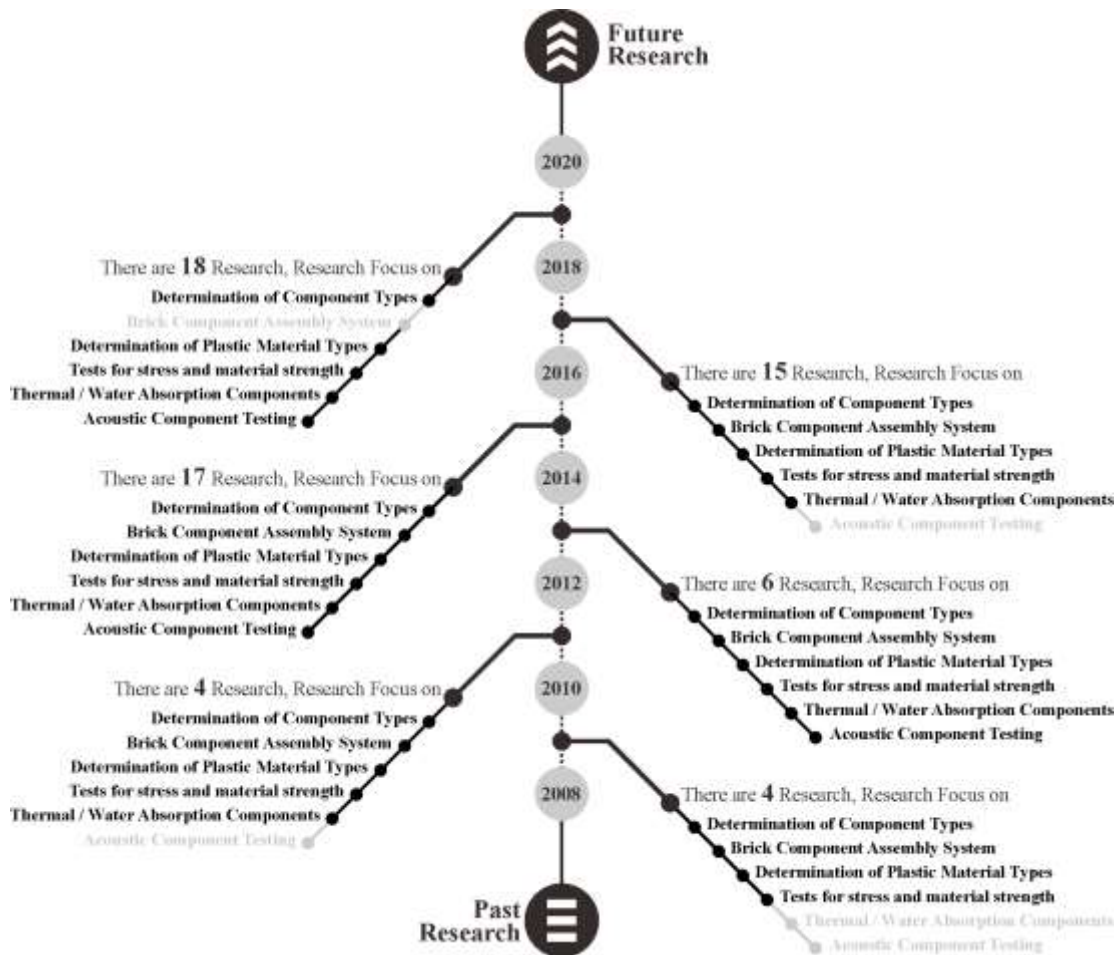 Future
Research
2020
2018
There are 18 Research, Research Focus on
Determination of Component Types
Brick Component Assembly System
Determination of Plastic Material Types
Tests for stress and material strength
Thermal / Water Absorption Components
Acoustic Component Testing
2016
There are 15 Research, Research Focus on
Determination of Component Types
Brick Component Assembly System
Determination of Plastic Material Types
Tests for stress and material strength
Thermal / Water Absorption Components
Acoustic Component Testing
2014
There are 17 Research, Research Focus on
Determination of Component Types
Brick Component Assembly System
Determination of Plastic Material Types
Tests for stress and material strength
Thermal / Water Absorption Components
Acoustic Component Testing
2012
There are 6 Research, Research Focus on
Determination of Component Types
Brick Component Assembly System
Determination of Plastic Material Types
Tests for stress and material strength
Thermal / Water Absorption Components
Acoustic Component Testing
2010
There are 4 Research, Research Focus on
Determination of Component Types
Brick Component Assembly System
Determination of Plastic Material Types
Tests for stress and material strength
Thermal / Water Absorption Components
Acoustic Component Testing
2008
There are 4 Research, Research Focus on
Determination of Component Types
Brick Component Assembly System
Determination of Plastic Material Types
Tests for stress and material strength
Thermal / Water Absorption Components
Acoustic Component Testing
Past
Research